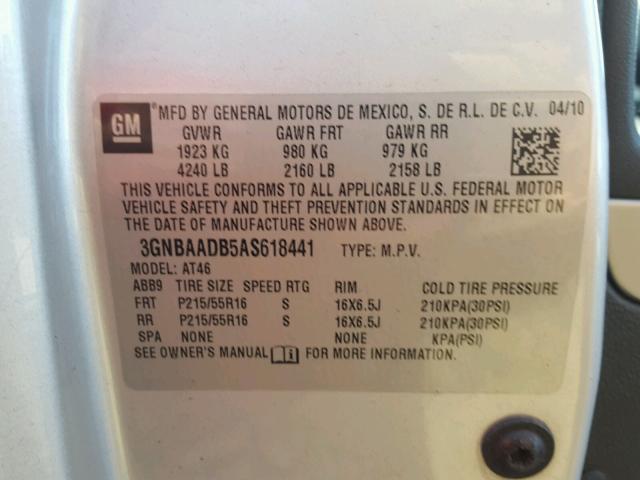 GM ®MFD BY GENERAL MOTORS DE MEXICO, S. DE R.L. DE C.V. 04/10
GVWR GAWR FRT GAWR RR
1923 KG 980 KG 979 KG
4240 LB 2160 LB 2158 LB
THIS VEHICLE CONFORMS TO ALL APPLICABLE U.S. FEDERAL MOTOR
VEHICLE SAFETY AND THEFT PREVENTION STANDARDS IN EFFECT ON
THE DATE OF MANUFACTURE SHOWN ABOVE.
3GNBAADB5AS618441 TYPE: M.P.V.
MODEL: AT46
ABB9 TIRE SIZE SPEED RTG RIM COLD TIRE PRESSURE
FRT P215/55R16 S 16X6.5J 210KPA(30PSI)
RR P215/55R16 S 16X6.5J 210KPA(30PSI)
SPA NONE NONE KPA(PSI)
SEE OWNER'S MANUAL FOR MORE INFORMATION.